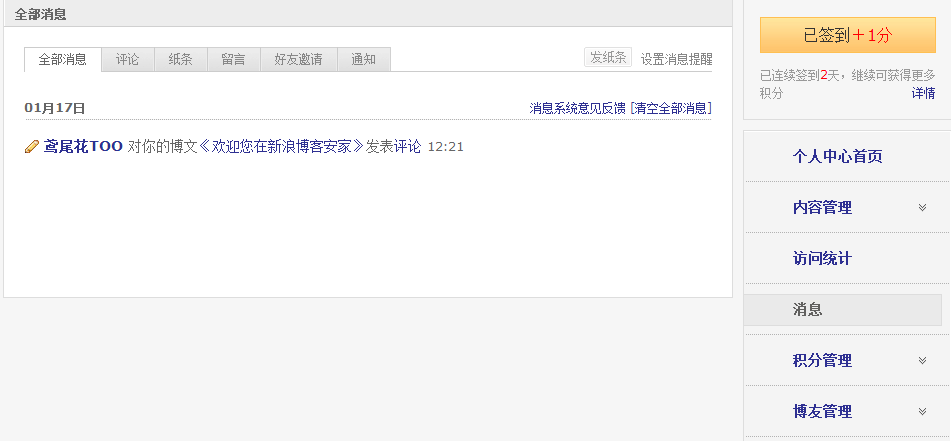 全部消息
全部消息 评论 纸条 留言 好友邀请 通知 发纸条 设置消息提醒
01月17日 消息系统意见反馈 [清空全部消息]
鸢尾花TOO 对你的博文《欢迎您在新浪博客安家》发表评论 12:21
已签到+1分
已连续签到2天，继续可获得更多
积分 详情
个人中心首页
内容管理
访问统计
消息
积分管理
博友管理